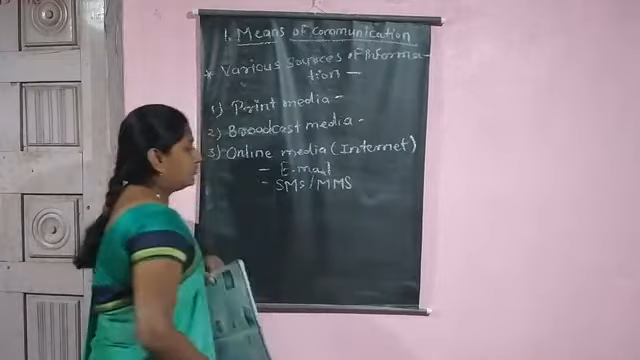 1. Means of Communication
* Various Sources of Informa-
tion -
1) Print media -
2) Broadcast media -
3) Online media (Internet)
- E-mail
- SMS/MMS